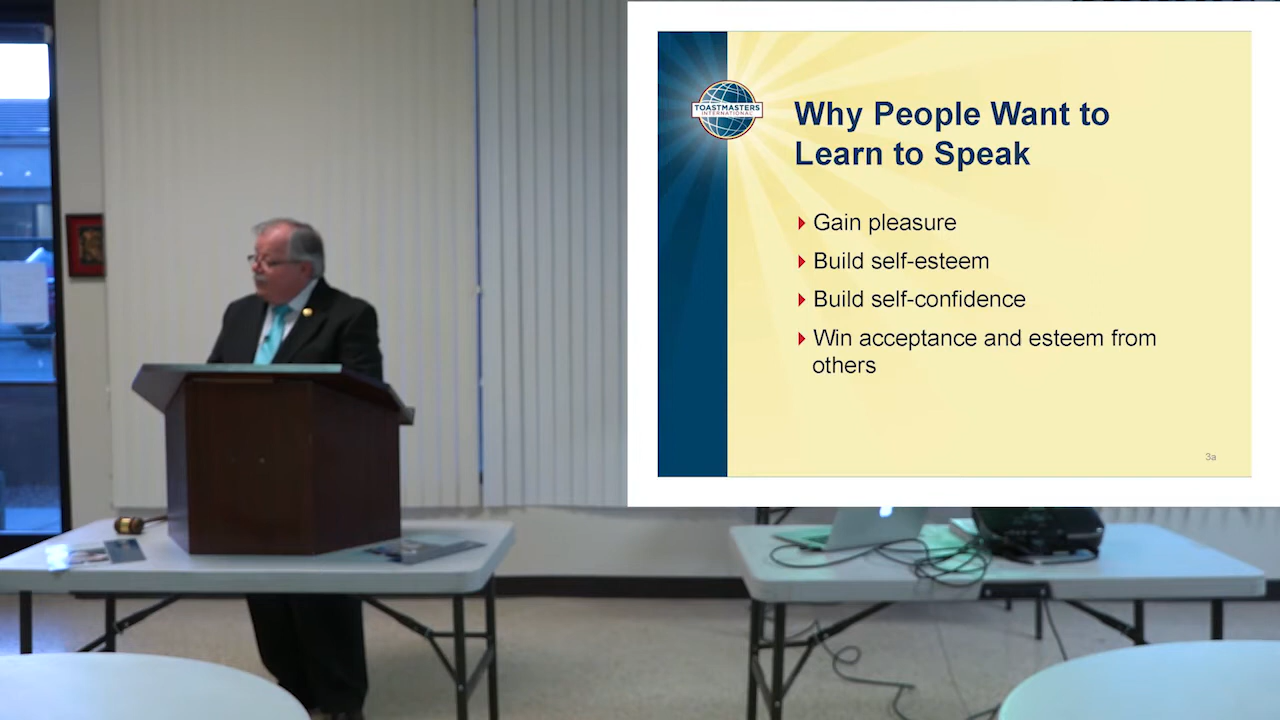 TOASTMASTERS
INTERNATIONAL
Why People Want to
Learn to Speak
Gain pleasure
Build self-esteem
Build self-confidence
Win acceptance and esteem from
others
3a